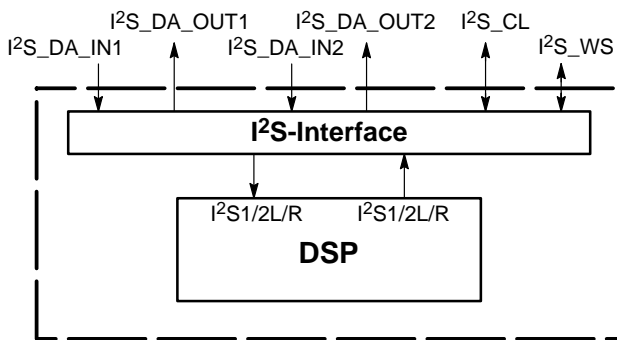 I²S_DA_OUT1 I²S_DA_OUT2 I²S_CL
I²S_DA_IN1 I²S_DA_IN2 I²S_WS
I²S-Interface
I²S1/2L/R I²S1/2L/R
DSP